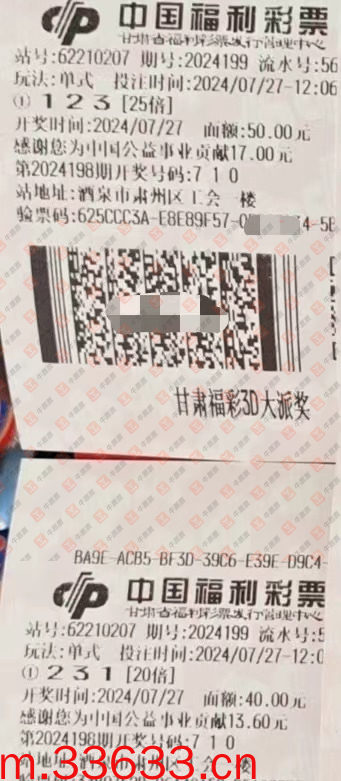 中国福利彩票
甘肃省福利彩票发行管理中心
站号:62210207 期号:2024199 流水号:56
玩法:单式 投注时间:2024/07/27-12:06
① 1 2 3 [25倍]
开奖时间:2024/07/27 面额:50.00元
感谢您为中国公益事业贡献17.00元
第2024198期开奖号码:7 1 0
站地址:酒泉市肃州区工会一楼
验票码:625CCC3A-E8E89F57-0 4-5B
甘肃福彩3D大派奖
BA9E-ACB5-BF3D-39C6-E39E-D9C4-
中国福利彩票
甘肃省福利彩票发行管理中心
站号:62210207 期号:2024199 流水号:5
玩法:单式 投注时间:2024/07/27-12:0
① 2 3 1 [20倍]
开奖时间:2024/07/27 面额:40.00元
感谢您为中国公益事业贡献13.60元
第2024198期开奖号码:7 1 0
m.33633.cn